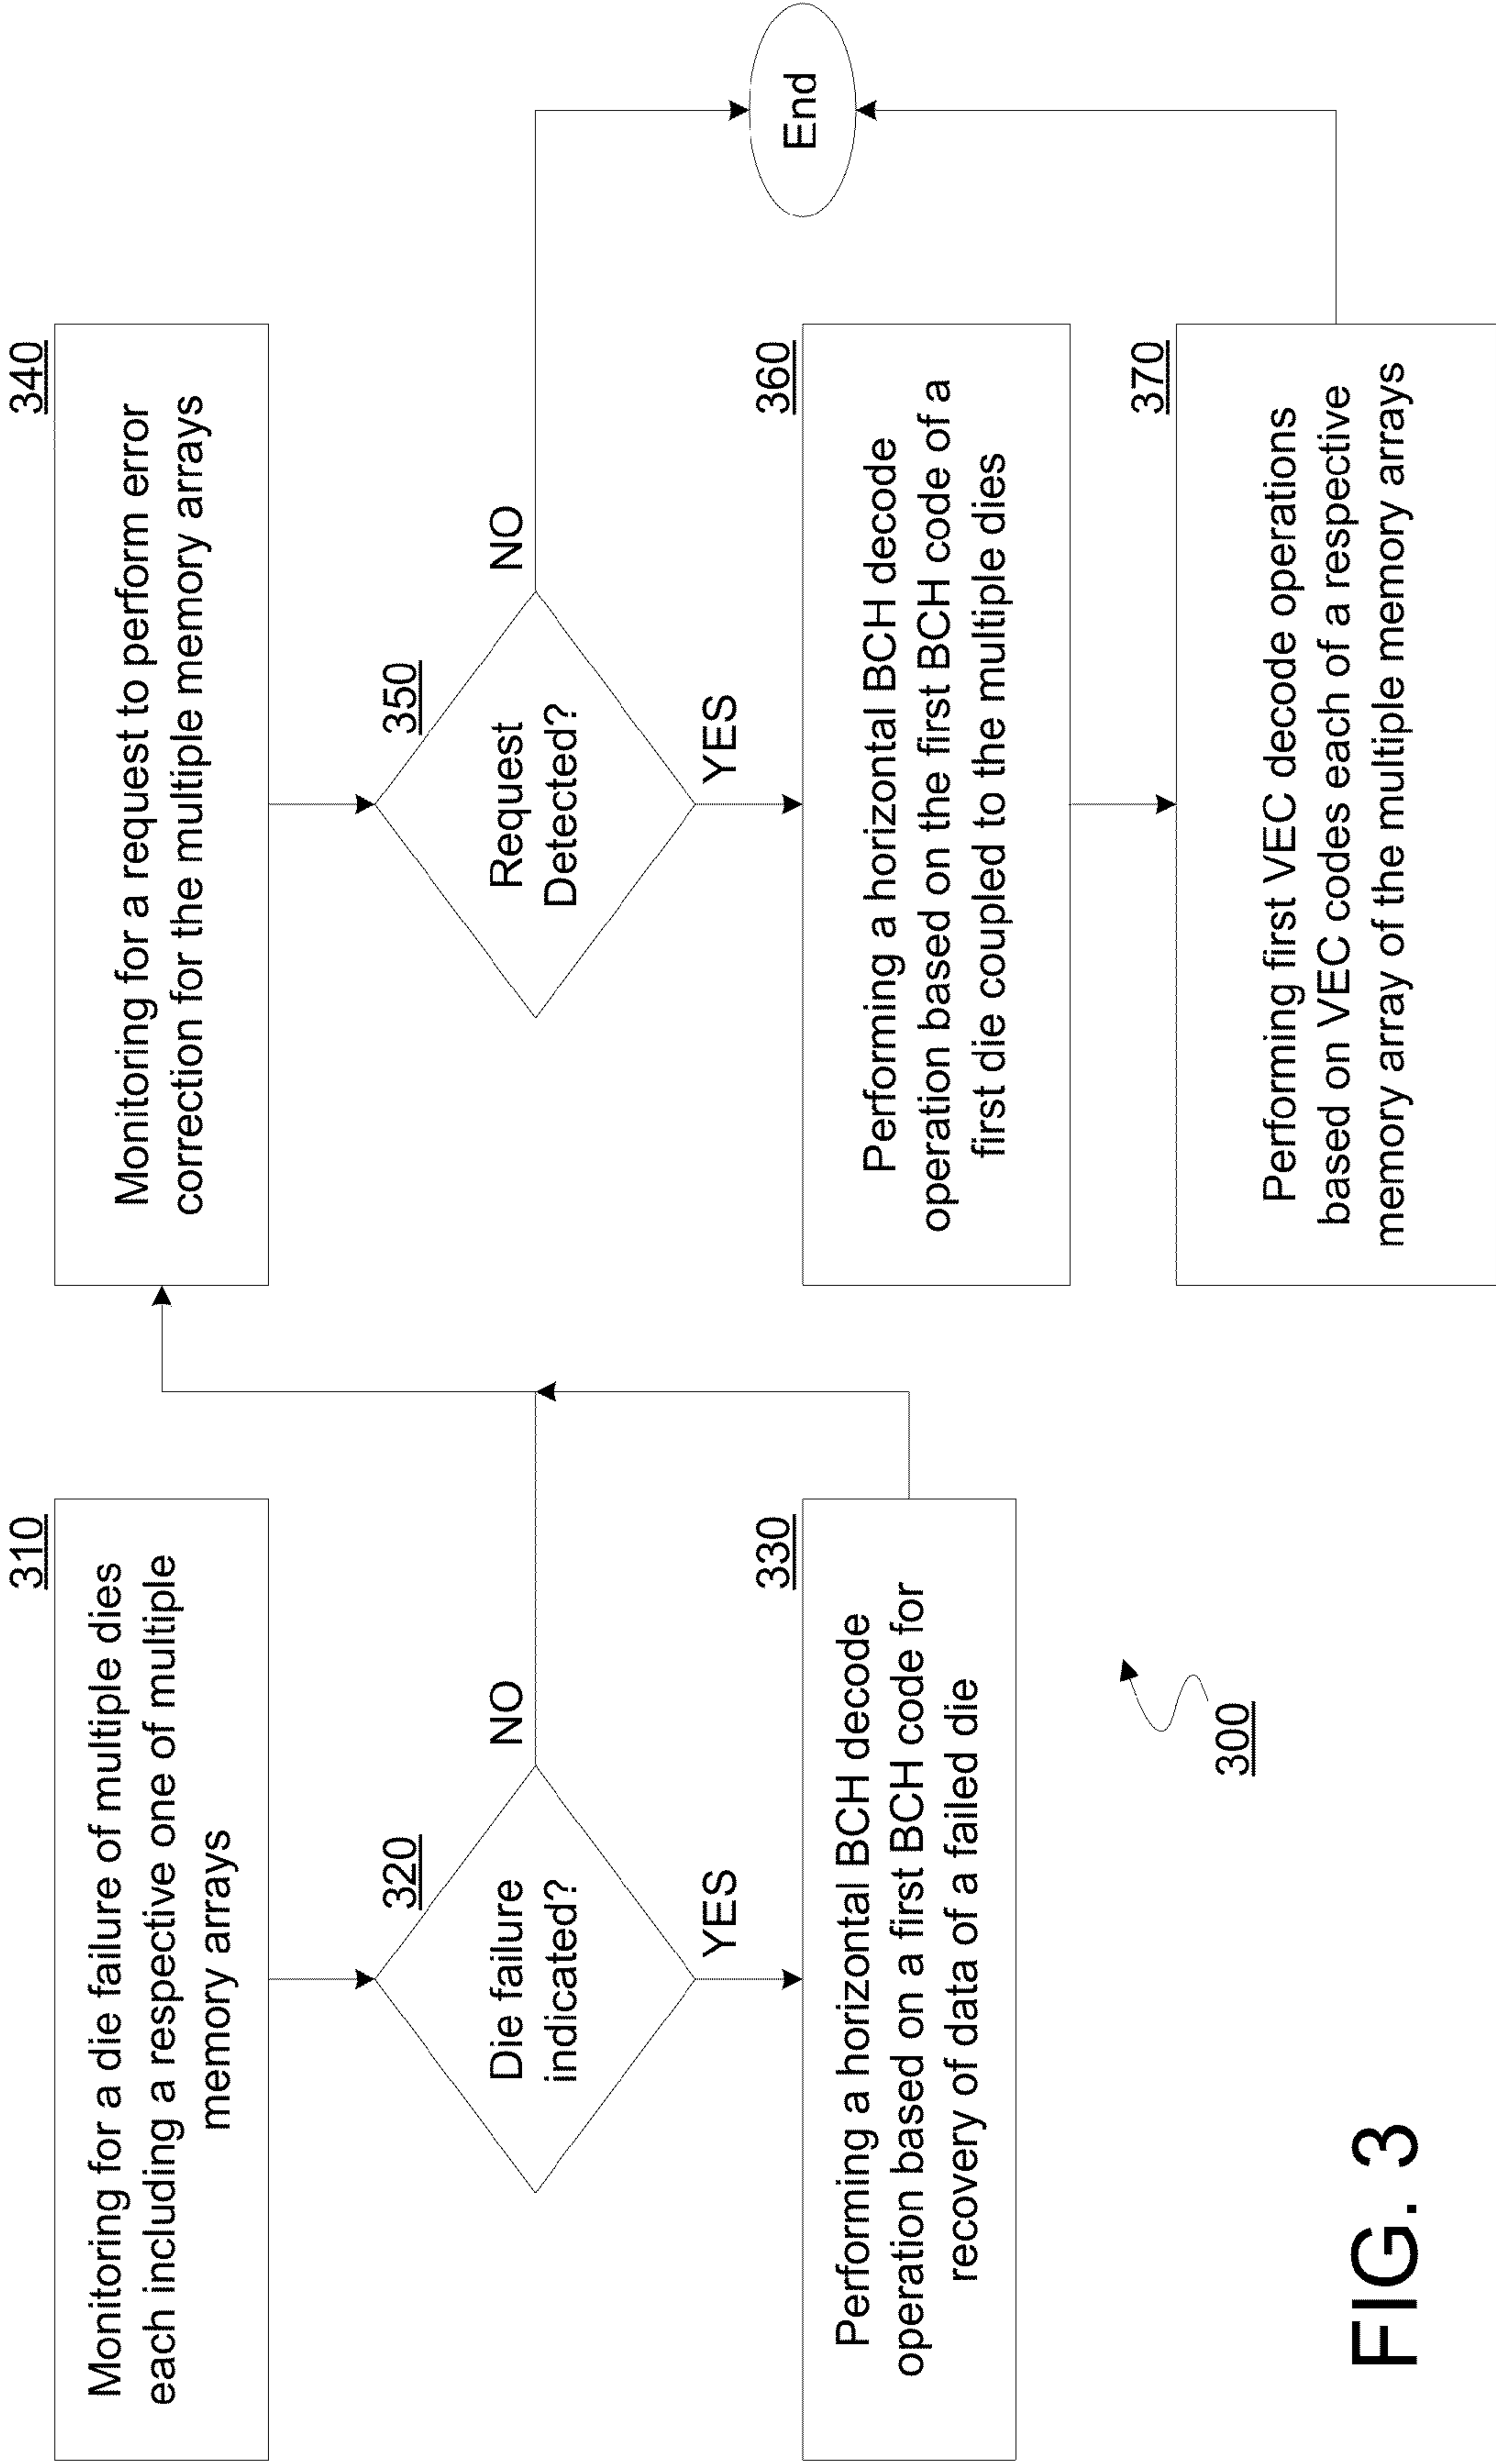 310
Monitoring for a die failure of multiple dies
each including a respective one of multiple
memory arrays
320
Die failure
indicated?
NO
YES
330
Performing a horizontal BCH decode
operation based on a first BCH code for
recovery of data of a failed die
340
Monitoring for a request to perform error
correction for the multiple memory arrays
350
Request
Detected?
NO
YES
360
Performing a horizontal BCH decode
operation based on the first BCH code of a
first die coupled to the multiple dies
370
Performing first VEC decode operations
based on VEC codes each of a respective
memory array of the multiple memory arrays
End
300
FIG. 3